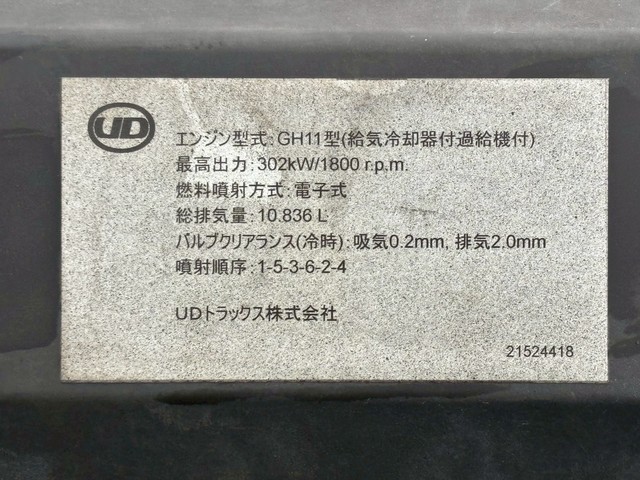 UD
エンジン型式:GH11型(給気冷却器付過給機付)
最高出力:302kW/1800 r.p.m.
燃料噴射方式:電子式
総排気量:10.836 L
バルブクリアランス(冷時):吸気0.2mm, 排気2.0mm
噴射順序:1-5-3-6-2-4
UDトラックス株式会社
21524418